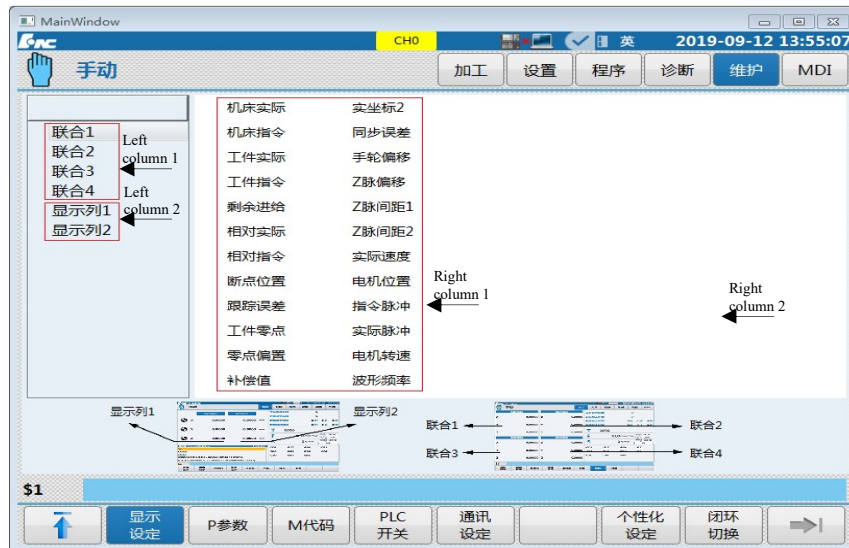 MainWindow
CH0
英
2019-09-12 13:55:07
手动
加工
设置
程序
诊断
维护
MDI
联合1
联合2
联合3
联合4
显示列1
显示列2
Left
column 1
Left
column 2
机床实际 实坐标2
机床指令 同步误差
工件实际 手轮偏移
工件指令 Z脉偏移
剩余进给 Z脉间距1
相对实际 Z脉间距2
相对指令 实际速度
断点位置 电机位置
跟踪误差 指令脉冲
工件零点 实际脉冲
零点偏置 电机转速
补偿值 波形频率
Right
column 1
Right
column 2
显示列1
显示列2
联合1
联合2
联合3
联合4
$1
显示
设定
P参数
M代码
PLC
开关
通讯
设定
个性化
设定
闭环
切换